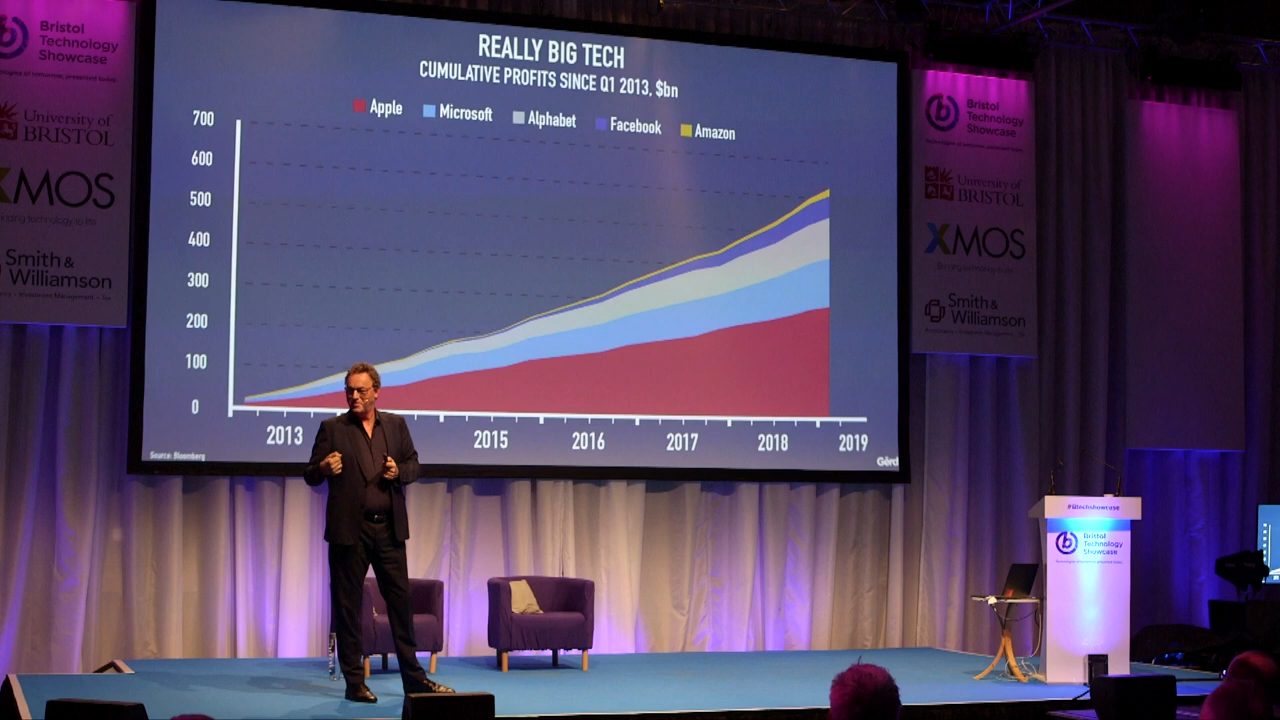 REALLY BIG TECH
CUMULATIVE PROFITS SINCE Q1 2013, $bn
Apple Microsoft Alphabet Facebook Amazon
700
600
500
400
300
200
100
0
2013 2015 2016 2017 2018 2019
Source: Bloomberg
Gerd
Bristol
Technology
Showcase
University of
BRISTOL
XMOS
Smith &
Williamson
Bristol
Technology
Showcase
University of
BRISTOL
XMOS
Smith &
Williamson
#Btechshowcase
Bristol
Technology
Showcase